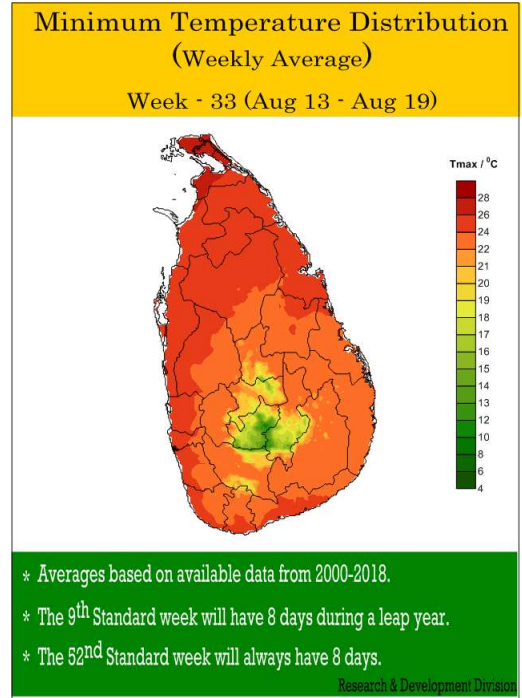 Minimum Temperature Distribution
(Weekly Average)
Week - 33 (Aug 13 - Aug 19)
Tmax / ⁰C
28
26
24
22
21
20
19
18
17
16
15
14
13
12
10
8
6
4
* Averages based on available data from 2000-2018.
* The 9th Standard week will have 8 days during a leap year.
* The 52nd Standard week will always have 8 days.
Research & Development Division